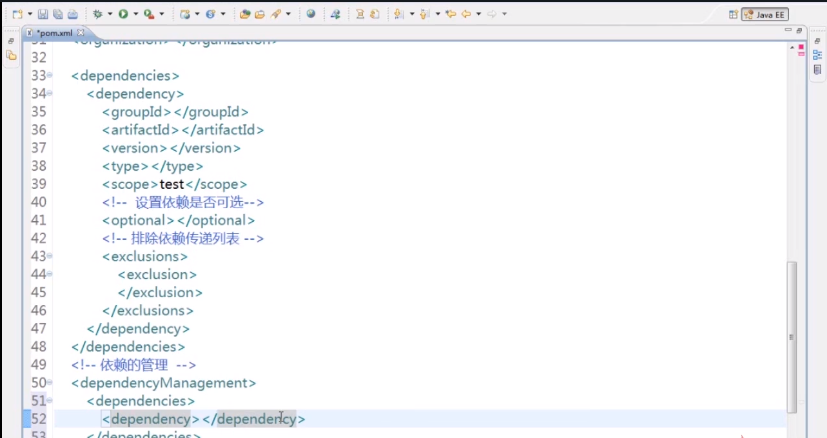 Java EE
*pom.xml
31 <organization></organization>
32
33 <dependencies>
34 <dependency>
35 <groupId></groupId>
36 <artifactId></artifactId>
37 <version></version>
38 <type></type>
39 <scope>test</scope>
40 <!-- 设置依赖是否可选-->
41 <optional></optional>
42 <!-- 排除依赖传递列表 -->
43 <exclusions>
44 <exclusion>
45 </exclusion>
46 </exclusions>
47 </dependency>
48 </dependencies>
49 <!-- 依赖的管理 -->
50 <dependencyManagement>
51 <dependencies>
52 <dependency></dependency>
53 </dependencies>